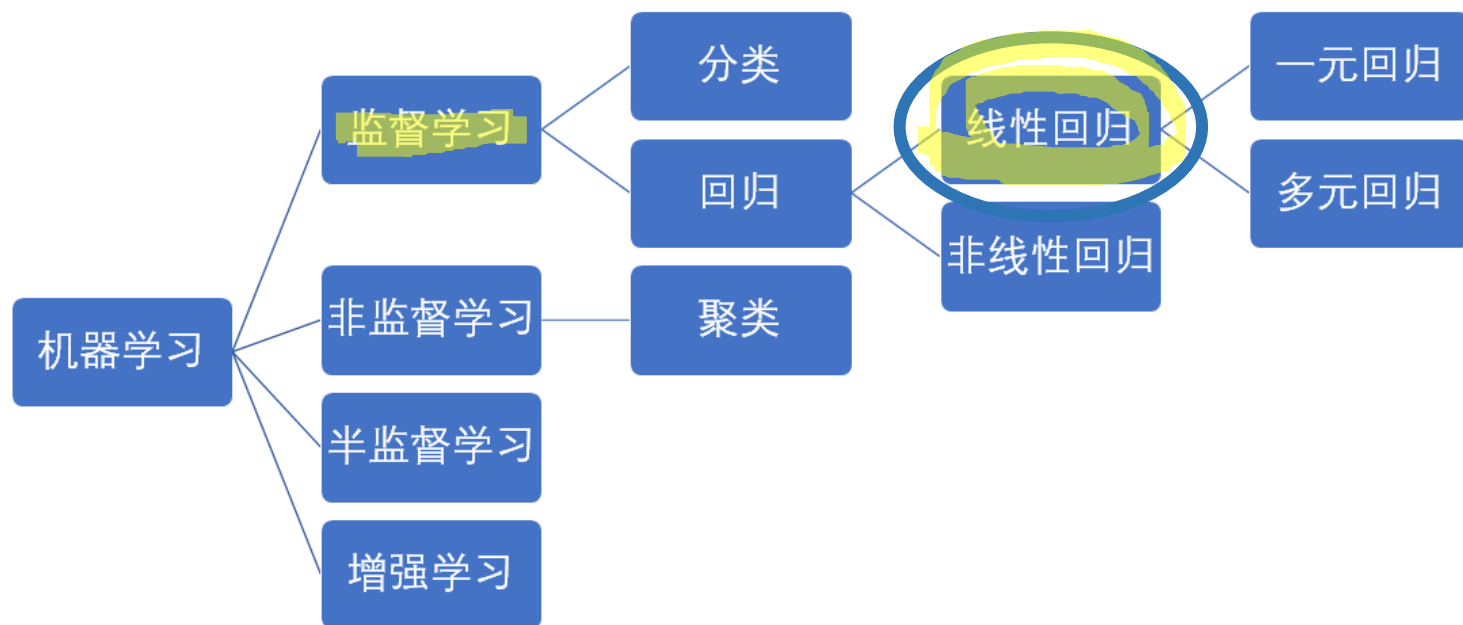 分类
一元回归
监督学习
线性回归
回归
多元回归
非线性回归
非监督学习
聚类
机器学习
半监督学习
增强学习